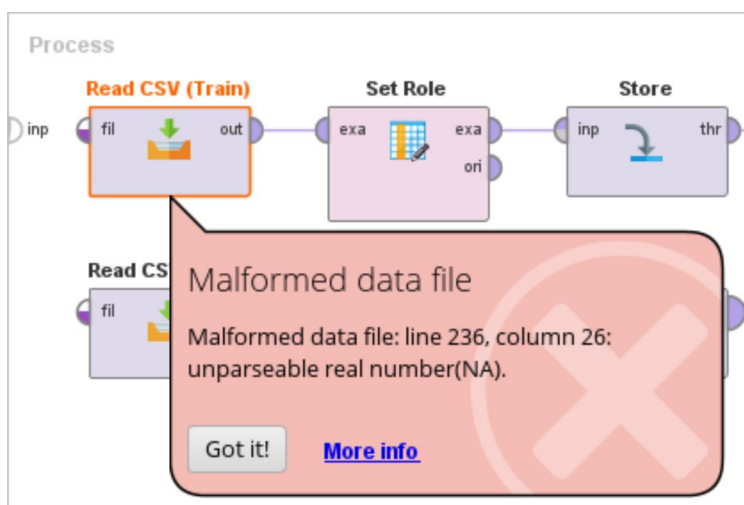 Process
Read CSV (Train)
Set Role
Store
inp
fil
out
exa
exa
ori
inp
thr
Read CS
fil
Malformed data file
Malformed data file: line 236, column 26:
unparseable real number(NA).
Got it!
More info